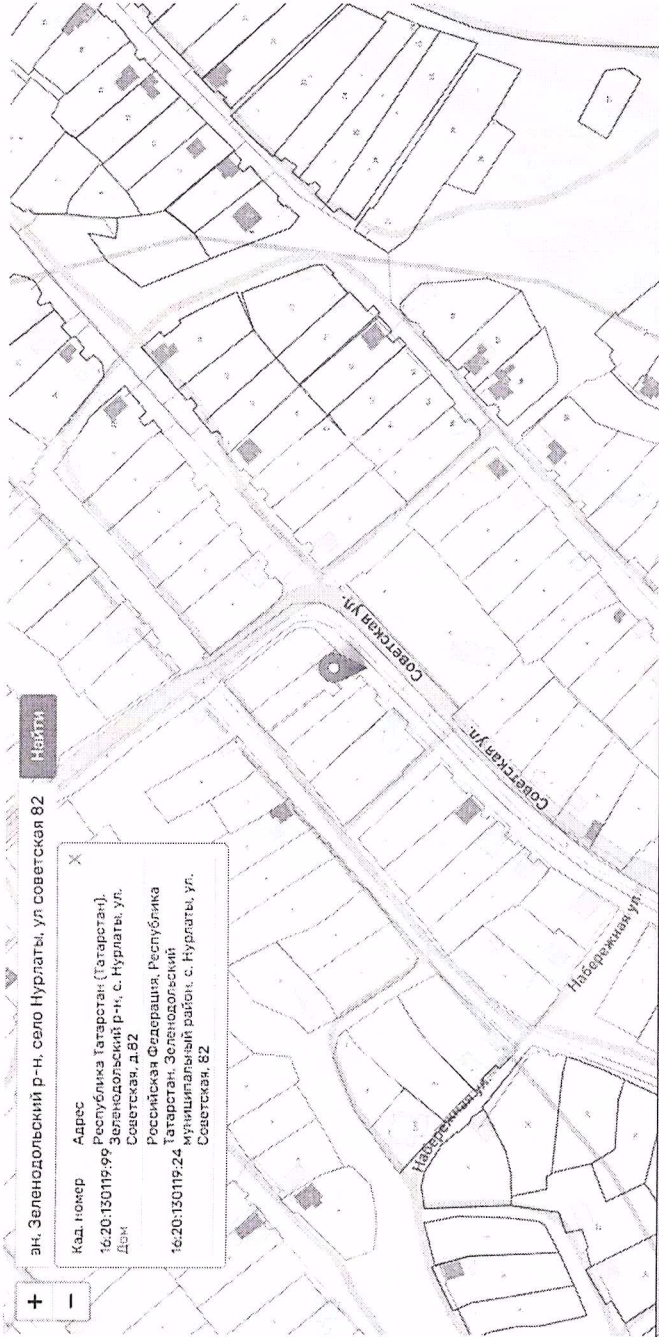 +
−
эн, Зеленодольский р-н, село Нурлаты, ул советская 82
Найти
Кад. номер Адрес
16:20:130119:99 Республика Татарстан (Татарстан),
Дом Зеленодольский р-н, с. Нурлаты, ул.
Советская, д.82
Российская Федерация, Республика
16:20:130119:24 Татарстан, Зеленодольский
муниципальный район, с. Нурлаты, ул.
Советская, 82
Советская ул.
Советская ул.
Набережная ул.
Набережная ул.